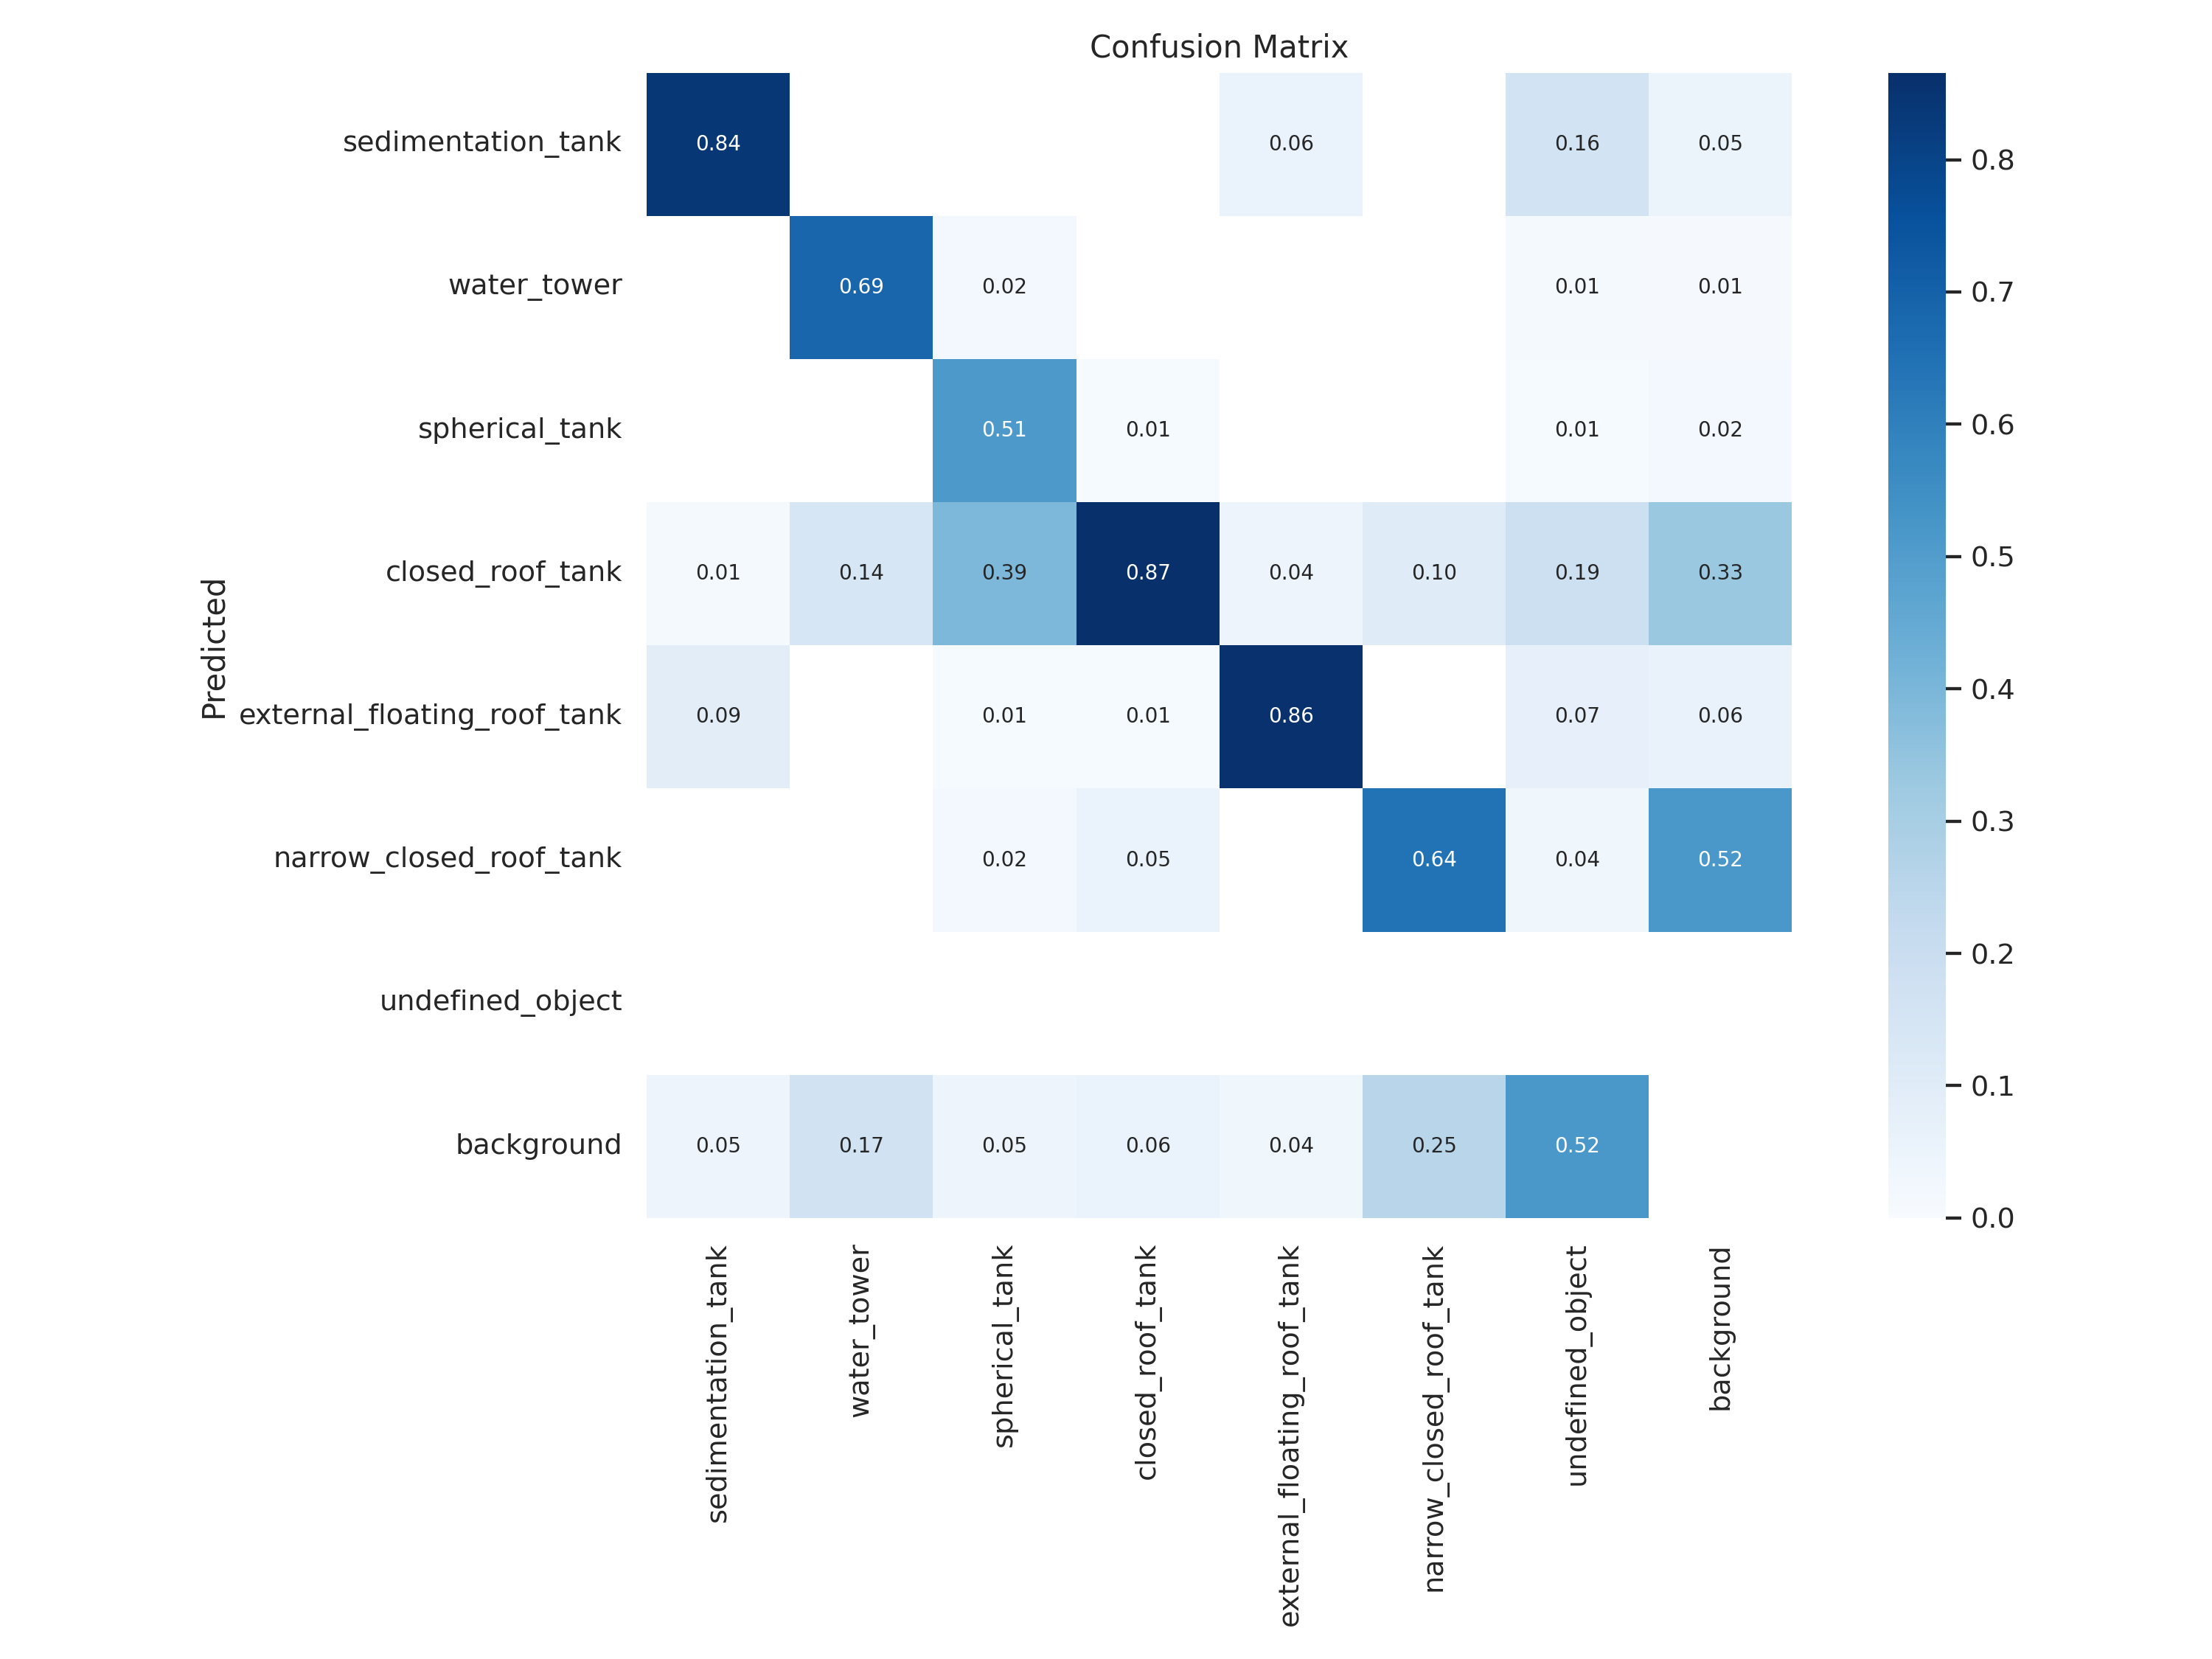 Confusion Matrix
Predicted
sedimentation_tank 0.84 0.06 0.16 0.05
water_tower 0.69 0.02 0.01 0.01
spherical_tank 0.51 0.01 0.01 0.02
closed_roof_tank 0.01 0.14 0.39 0.87 0.04 0.10 0.19 0.33
external_floating_roof_tank 0.09 0.01 0.01 0.86 0.07 0.06
narrow_closed_roof_tank 0.02 0.05 0.64 0.04 0.52
undefined_object
background 0.05 0.17 0.05 0.06 0.04 0.25 0.52
sedimentation_tank
water_tower
spherical_tank
closed_roof_tank
external_floating_roof_tank
narrow_closed_roof_tank
undefined_object
background
0.8
0.7
0.6
0.5
0.4
0.3
0.2
0.1
0.0